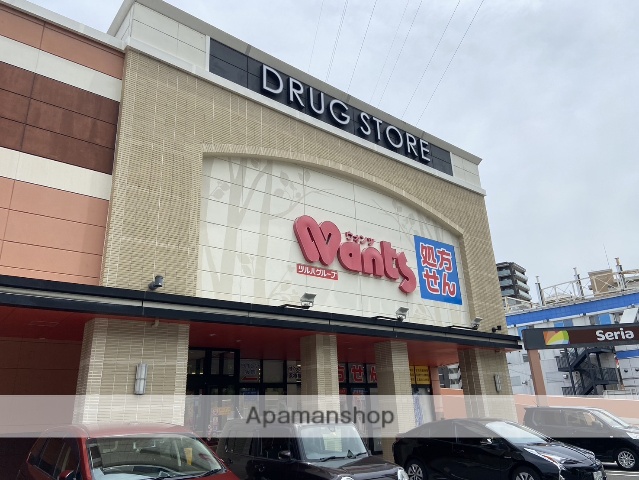 DRUG STORE
ウォンツ
Wants
ツルハグループ
処方
せん
Seria
Apamanshop